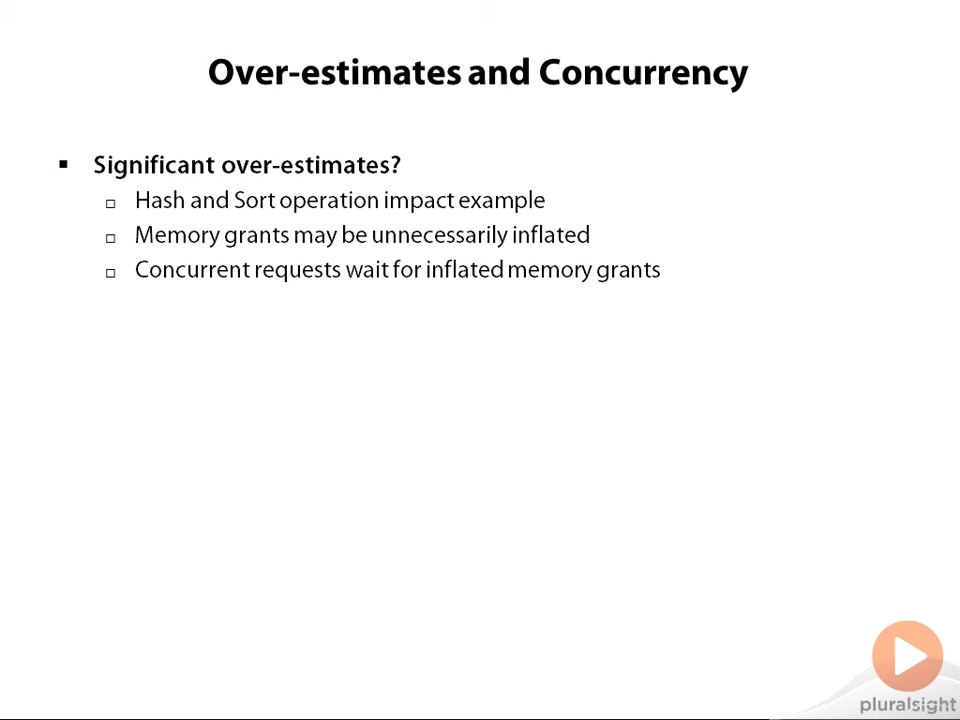 Over-estimates and Concurrency
Significant over-estimates?
Hash and Sort operation impact example
Memory grants may be unnecessarily inflated
Concurrent requests wait for inflated memory grants
pluralsight